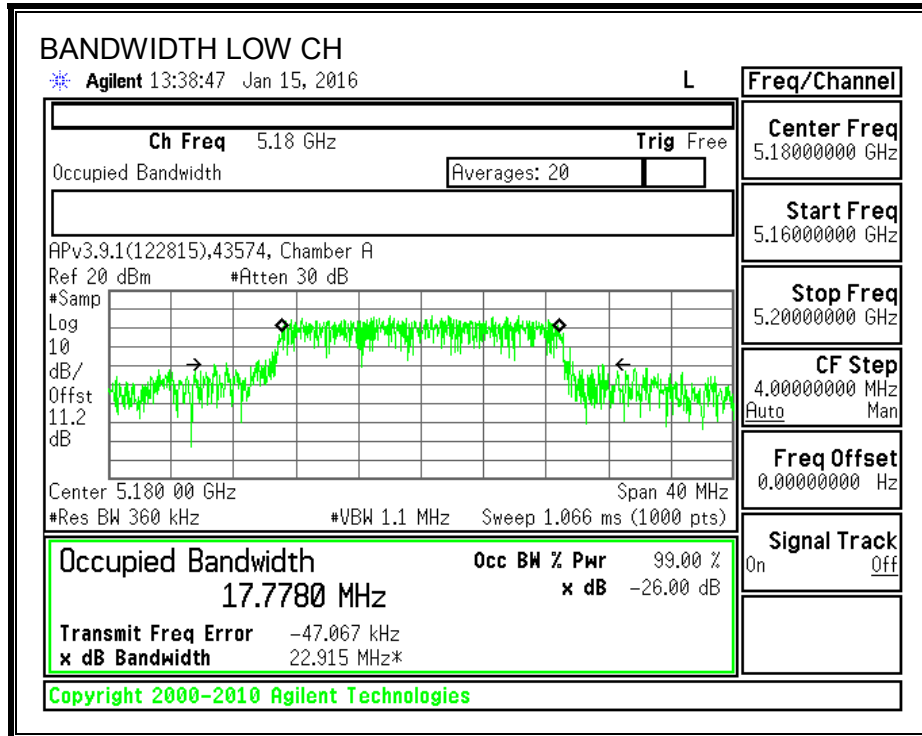 BANDWIDTH LOW CH
Agilent 13:38:47 Jan 15, 2016 L
Freq/Channel
Ch Freq 5.18 GHz Trig Free
Occupied Bandwidth Averages: 20
APv3.9.1(122815),43574, Chamber A
Ref 20 dBm #Atten 30 dB
#Samp
Log
10
dB/
Offst
11.2
dB
Center 5.180 00 GHz Span 40 MHz
#Res BW 360 kHz #VBW 1.1 MHz Sweep 1.066 ms (1000 pts)
Occupied Bandwidth Occ BW % Pwr 99.00 %
17.7780 MHz x dB -26.00 dB
Transmit Freq Error -47.067 kHz
x dB Bandwidth 22.915 MHz*
Copyright 2000-2010 Agilent Technologies
Center Freq
5.18000000 GHz
Start Freq
5.16000000 GHz
Stop Freq
5.20000000 GHz
CF Step
4.00000000 MHz
Auto Man
Freq Offset
0.00000000 Hz
Signal Track
On Off